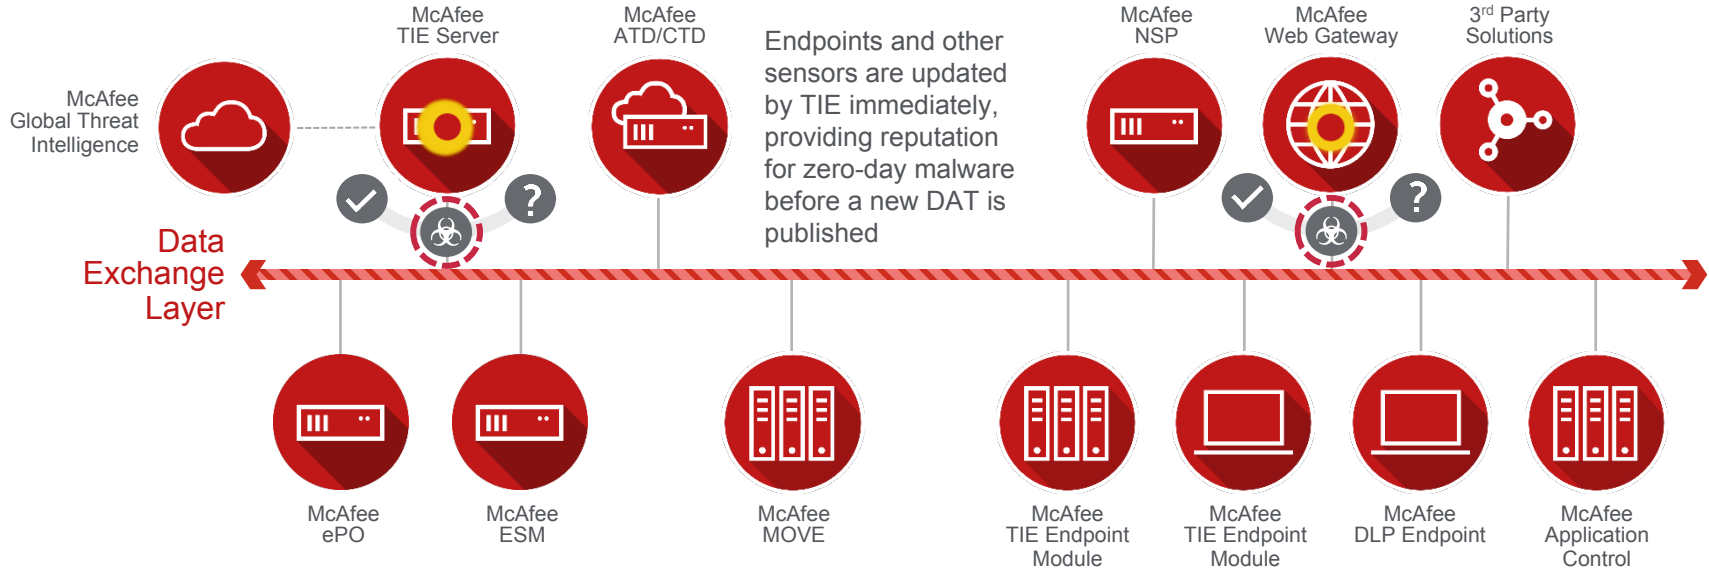 McAfee
TIE Server
McAfee
ATD/CTD
McAfee
NSP
McAfee
Web Gateway
3rd Party
Solutions
McAfee
Global Threat
Intelligence
Endpoints and other
sensors are updated
by TIE immediately,
providing reputation
for zero-day malware
before a new DAT is
published
?
?
Data
Exchange
Layer
McAfee
ePO
McAfee
ESM
McAfee
MOVE
McAfee
TIE Endpoint
Module
McAfee
TIE Endpoint
Module
McAfee
DLP Endpoint
McAfee
Application
Control